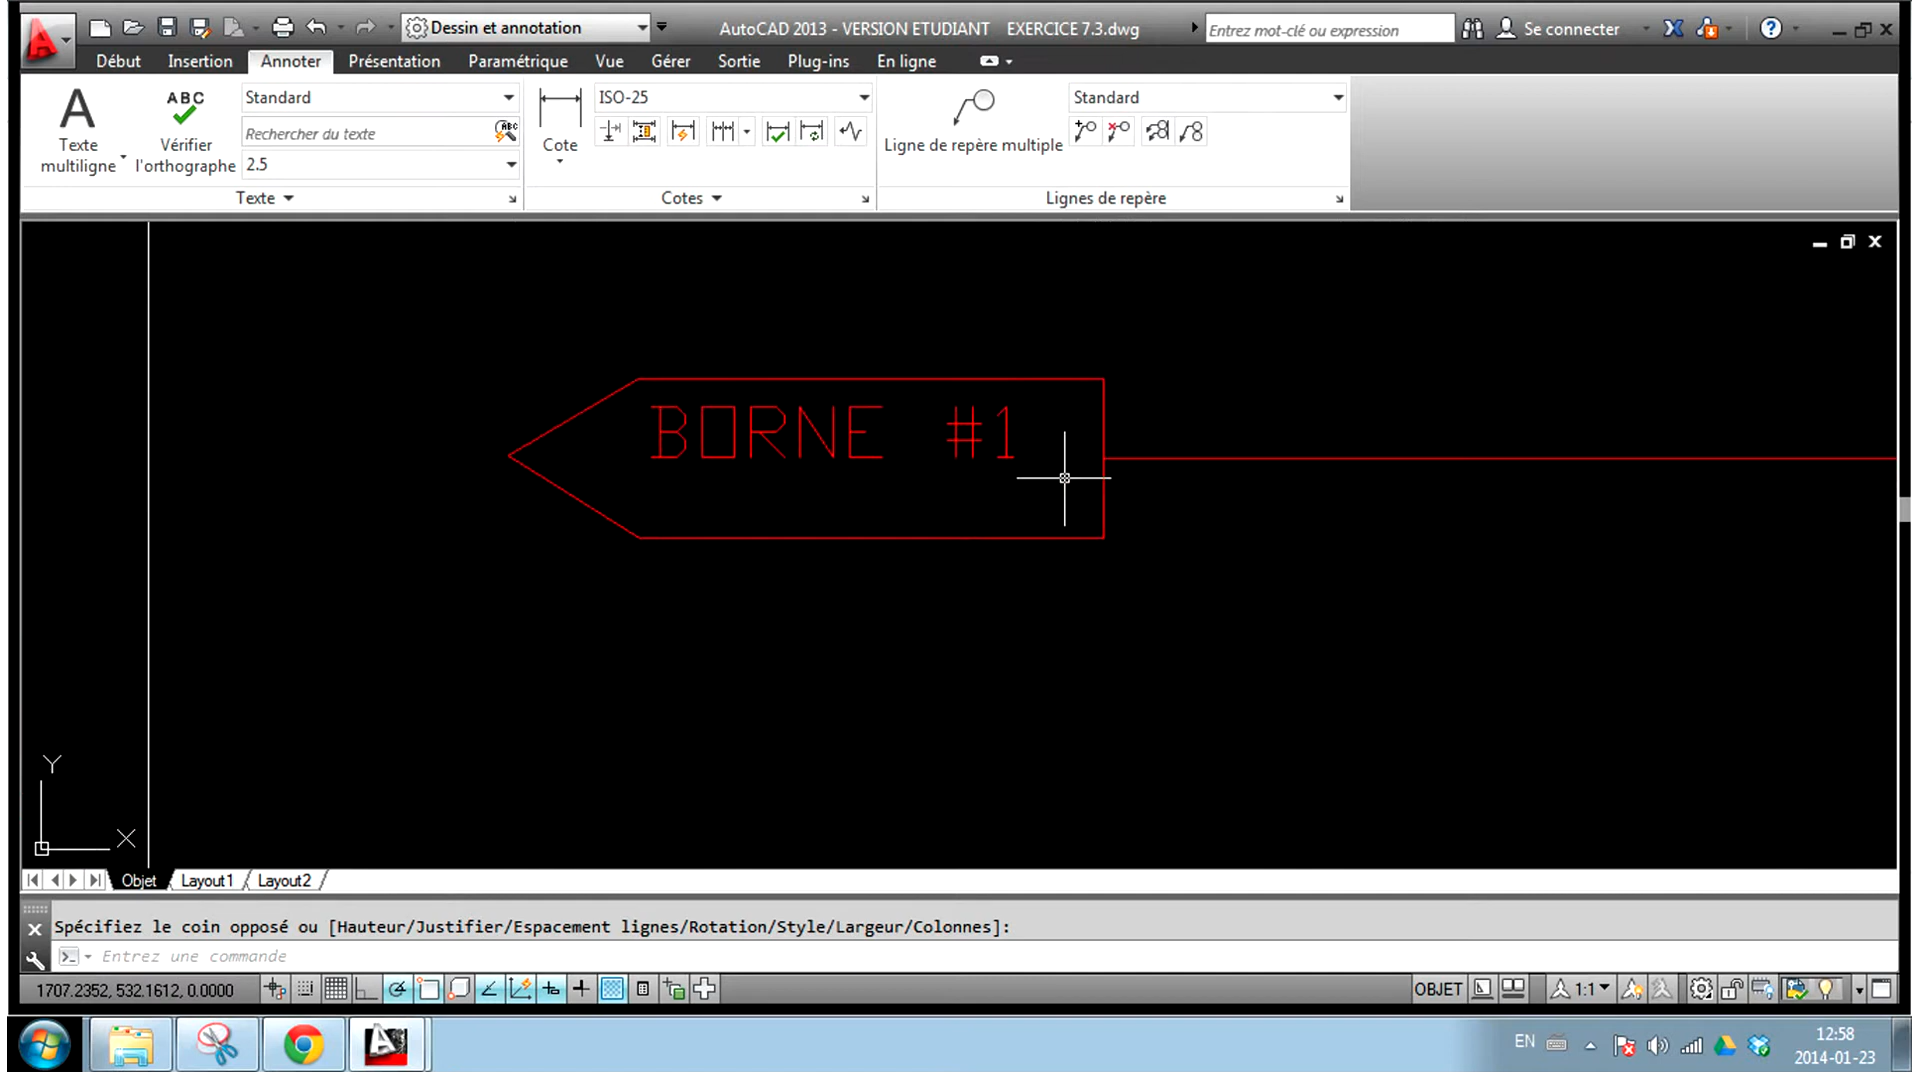 Dessin et annotation
AutoCAD 2013 - VERSION ETUDIANT EXERCICE 7.3.dwg
Entrez mot-clé ou expression
Se connecter
Début Insertion Annoter Présentation Paramétrique Vue Gérer Sortie Plug-ins En ligne
A
Texte
multiligne
ABC
Vérifier
l'orthographe
Standard
Rechercher du texte
ABC
2.5
Texte
Cote
ISO-25
Cotes
Ligne de repère multiple
Standard
Lignes de repère
BORNE #1
Y
X
Objet Layout1 Layout2
Spécifiez le coin opposé ou [Hauteur/Justifier/Espacement lignes/Rotation/Style/Largeur/Colonnes]:
Entrez une commande
1707.2352, 532.1612, 0.0000
OBJET
1:1
EN
12:58
2014-01-23